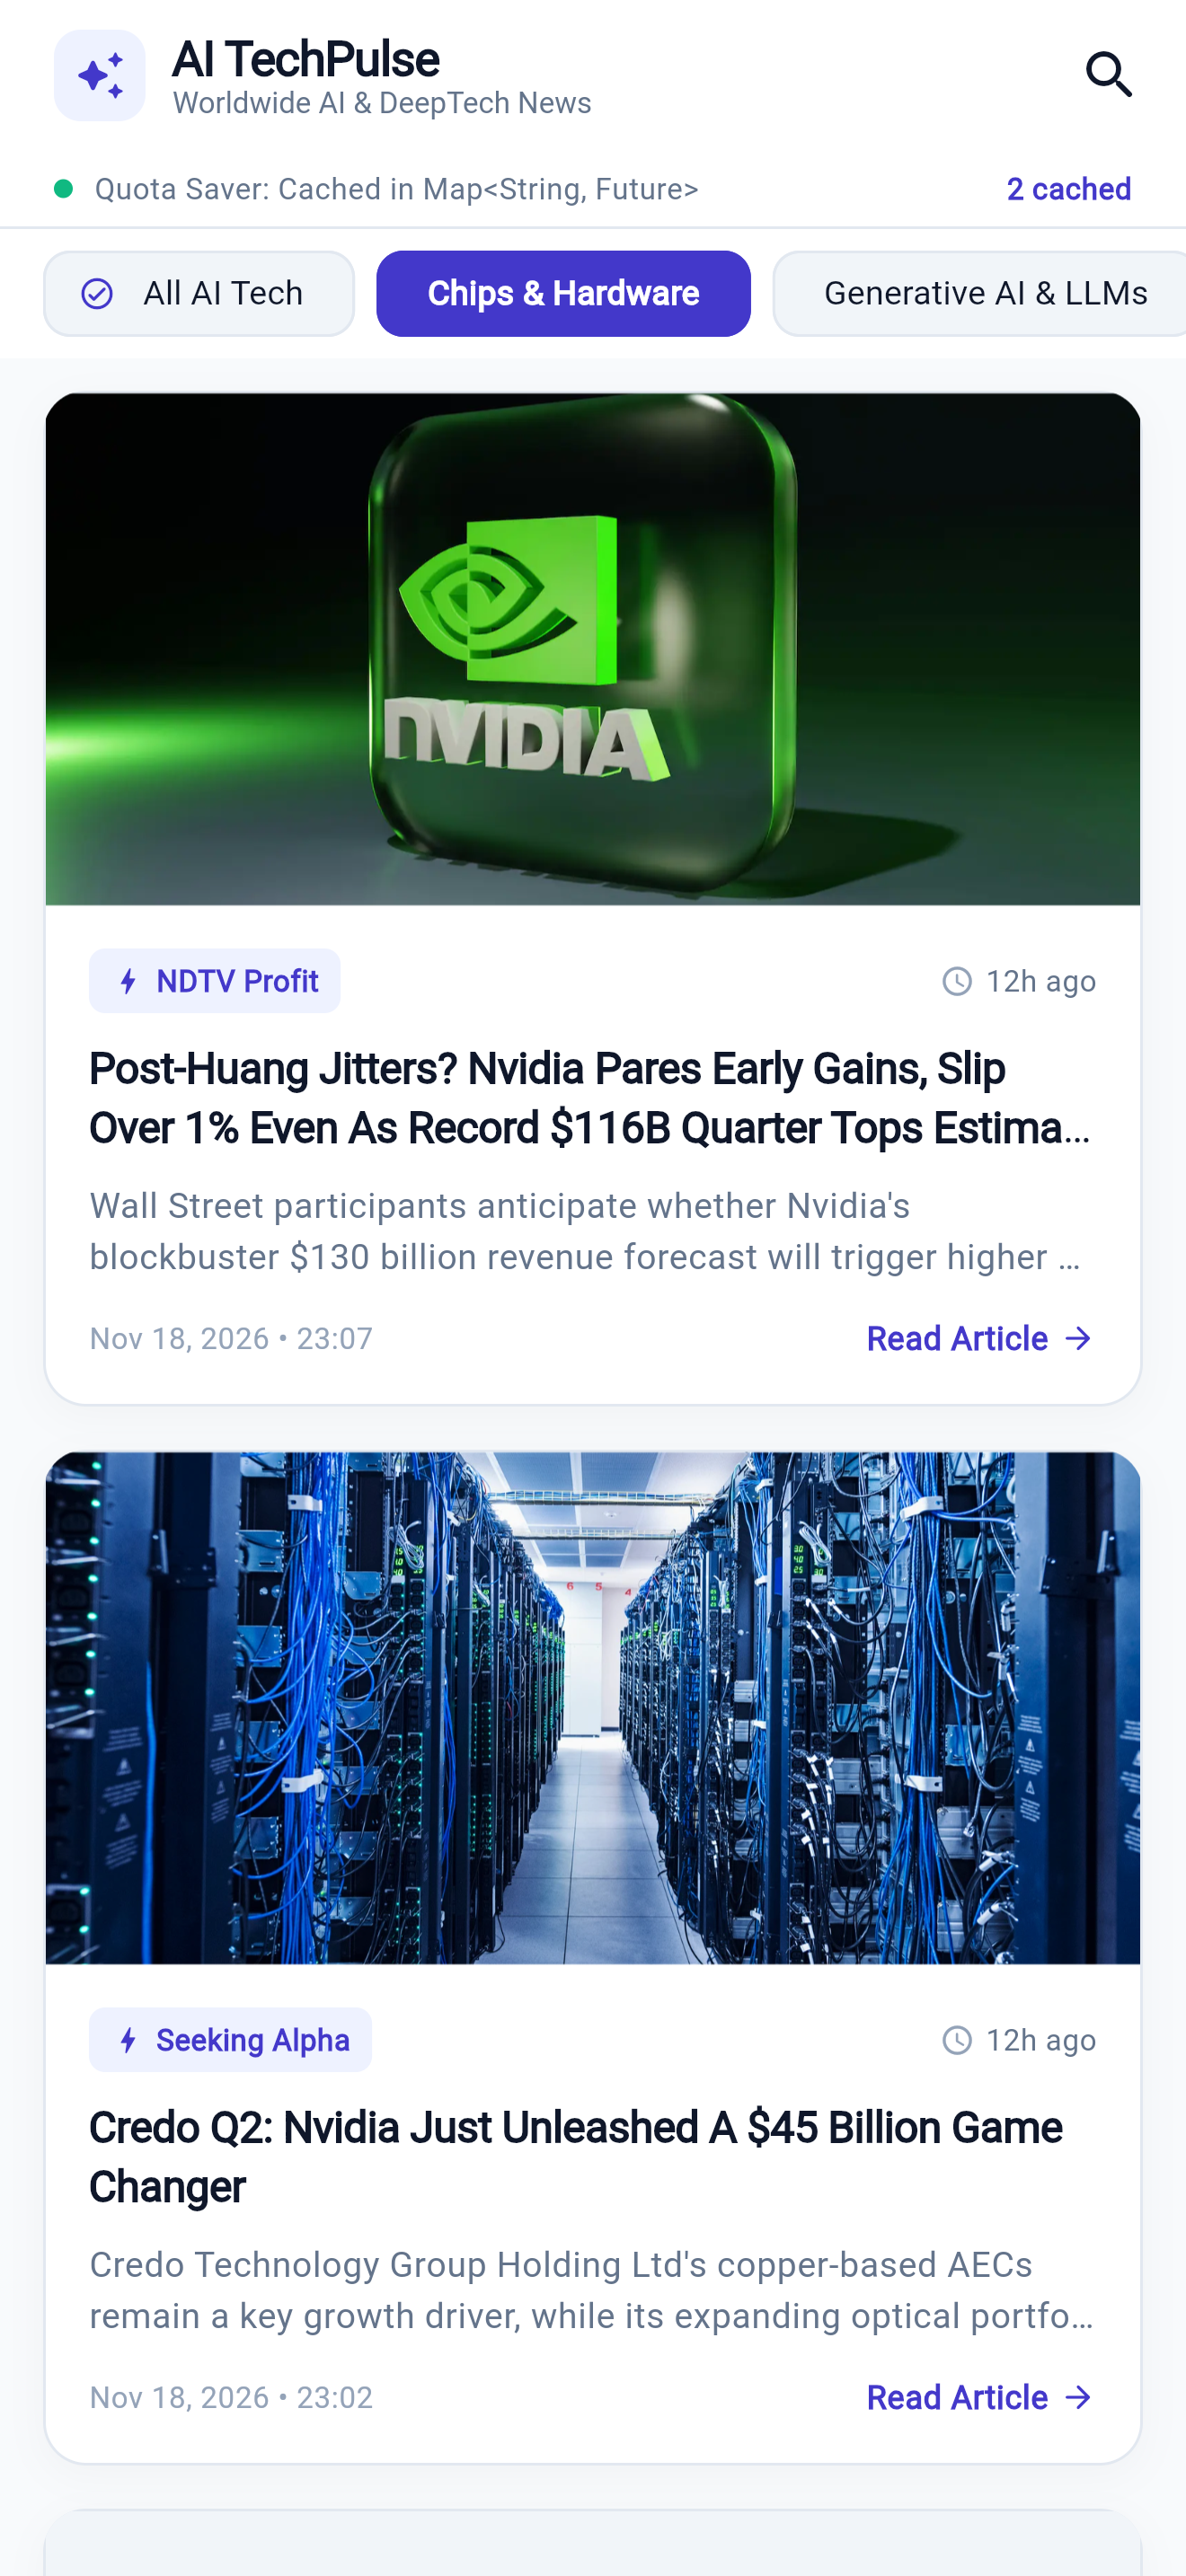 AI TechPulse
Worldwide AI & DeepTech News
Quota Saver: Cached in Map<String, Future>
2 cached
All AI Tech
Chips & Hardware
Generative AI & LLMs
NVIDIA
NDTV Profit
12h ago
Post-Huang Jitters? Nvidia Pares Early Gains, Slip
Over 1% Even As Record $116B Quarter Tops Estima...
Wall Street participants anticipate whether Nvidia's
blockbuster $130 billion revenue forecast will trigger higher ...
Nov 18, 2026 • 23:07
Read Article
6 5 4
Seeking Alpha
12h ago
Credo Q2: Nvidia Just Unleashed A $45 Billion Game
Changer
Credo Technology Group Holding Ltd's copper-based AECs
remain a key growth driver, while its expanding optical portfo...
Nov 18, 2026 • 23:02
Read Article